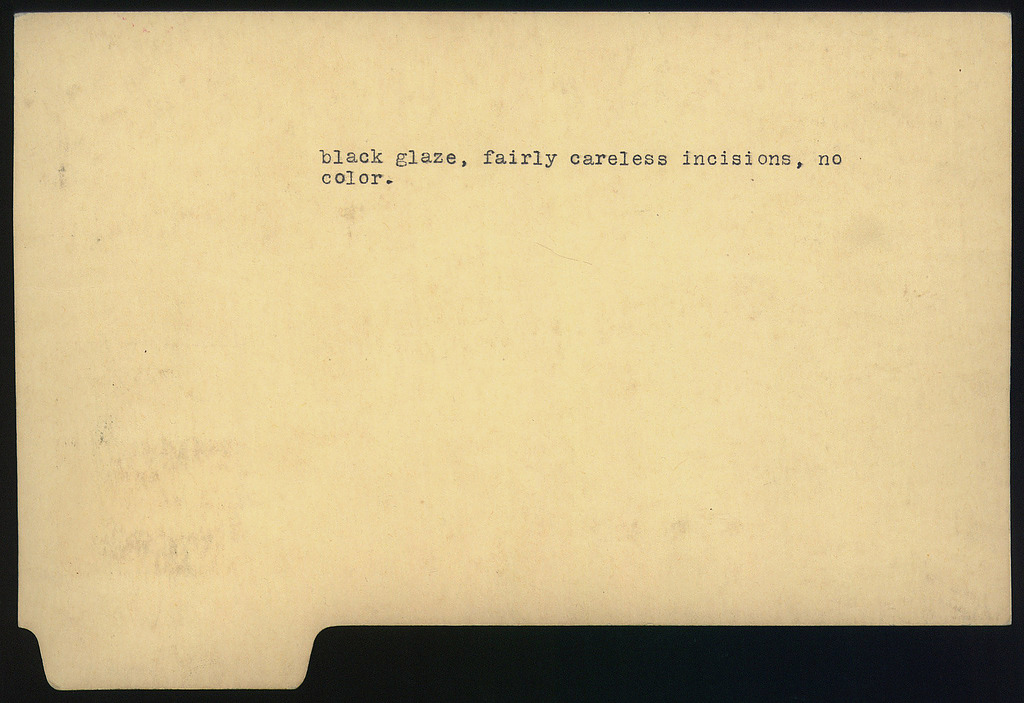 black glaze, fairly careless incisions, no
color.